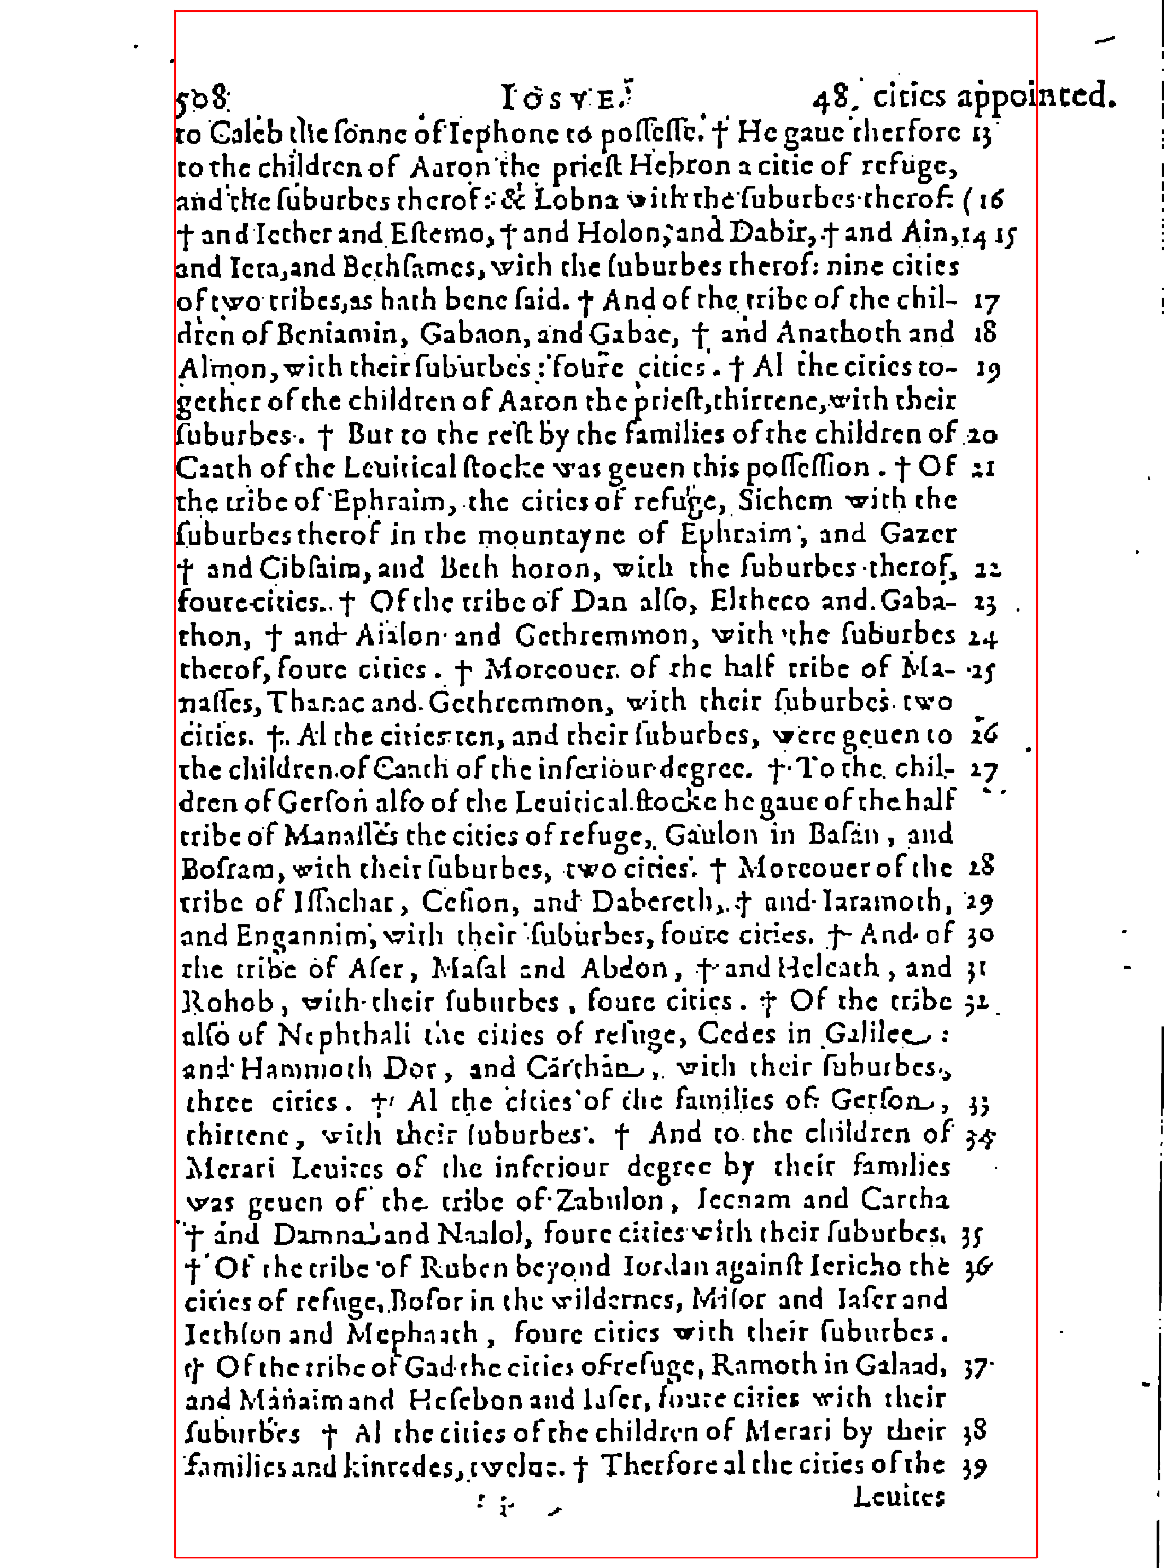 508 IOSVE. 48. cities appointed.
to Caleb the ſonne of Iephone to poſſeſſe. † He gaue therfore 13
to the children of Aaron the prieſt Hebron a citie of refuge,
and the ſuburbes therof: & Lobna with the ſuburbes therof: ( 16
† and Iether and Eſtemo, † and Holon, and Dabir, † and Ain, 14 15
and Ieta, and Bethſames, with the ſuburbes therof: nine cities
of two tribes, as hath bene ſaid. † And of the tribe of the chil- 17
dren of Beniamin, Gabaon, and Gabae, † and Anathoth and 18
Almon, with their ſuburbes: foure cities. † Al the cities to- 19
gether of the children of Aaron the prieſt, thirtene, with their
ſuburbes. † But to the reſt by the families of the children of 20
Caath of the Leuitical ſtocke was geuen this poſſeſſion. † Of 21
the tribe of Ephraim, the cities of refuge, Sichem with the
ſuburbes therof in the mountayne of Ephraim, and Gazer
† and Cibſaim, and Beth horon, with the ſuburbes therof, 22
foure cities. † Of the tribe of Dan alſo, Eltheco and Gaba- 23
thon, † and Aialon and Gethremmon, with the ſuburbes 24
therof, foure cities. † Moreouer of the half tribe of Ma- 25
naſſes, Thanac and Gethremmon, with their ſuburbes two
cities. † Al the cities ten, and their ſuburbes, were geuen to 26
the children of Caath of the inferiour degree. † To the chil- 27
dren of Gerſon alſo of the Leuitical ſtocke he gaue of the half
tribe of Manaſſes the cities of refuge, Gaulon in Baſan, and
Boſram, with their ſuburbes, two cities. † Moreouer of the 28
tribe of Iſſachar, Ceſion, and Dabereth, † and Iaramoth, 29
and Engannim, with their ſuburbes, foure cities. † And of 30
the tribe of Aſer, Maſal and Abdon, † and Helcath, and 31
Rohob, with their ſuburbes, foure cities. † Of the tribe 32
alſo of Nephthali the cities of refuge, Cedes in Galilee:
and Hammoth Dor, and Carthan, with their ſuburbes,
three cities. † Al the cities of the families of Gerſon, 33
thirtene, with their ſuburbes. † And to the children of 34
Merari Leuites of the inferiour degree by their families
was geuen of the tribe of Zabulon, Iecnam and Cartha
† and Damna and Naalol, foure cities with their ſuburbes. 35
† Of the tribe of Ruben beyond Iordan againſt Iericho the 36
cities of refuge, Boſor in the wildernes, Miſor and Iaſer and
Iethſon and Mephaath, foure cities with their ſuburbes.
† Of the tribe of Gad the cities of refuge, Ramoth in Galaad, 37
and Manaim and Heſebon and Iaſer, foure cities with their
ſuburbes † Al the cities of the children of Merari by their 38
families and kinredes, twelue. † Therfore al the cities of the 39
Leuites